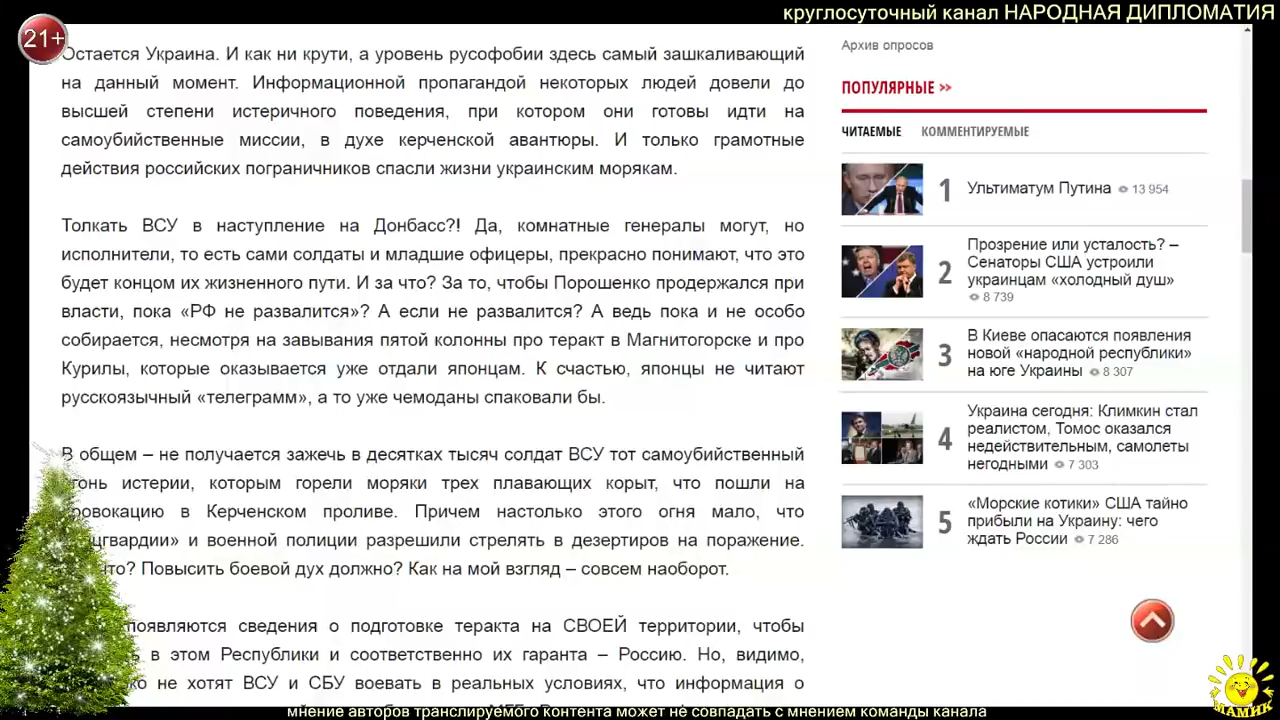 круглосуточный канал НАРОДНАЯ ДИПЛОМАТИЯ
21+
Остается Украина. И как ни крути, а уровень русофобии здесь самый зашкаливающий
на данный момент. Информационной пропагандой некоторых людей довели до
высшей степени истеричного поведения, при котором они готовы идти на
самоубийственные миссии, в духе керченской авантюры. И только грамотные
действия российских пограничников спасли жизни украинским морякам.
Толкать ВСУ в наступление на Донбасс?! Да, комнатные генералы могут, но
исполнители, то есть сами солдаты и младшие офицеры, прекрасно понимают, что это
будет концом их жизненного пути. И за что? За то, чтобы Порошенко продержался при
власти, пока «РФ не развалится»? А если не развалится? А ведь пока и не особо
собирается, несмотря на завывания пятой колонны про теракт в Магнитогорске и про
Курилы, которые оказывается уже отдали японцам. К счастью, японцы не читают
русскоязычный «телеграмм», а то уже чемоданы спаковали бы.
В общем – не получается зажечь в десятках тысяч солдат ВСУ тот самоубийственный
огонь истерии, которым горели моряки трех плавающих корыт, что пошли на
провокацию в Керченском проливе. Причем настолько этого огня мало, что
и военной полиции разрешили стрелять в дезертиров на поражение.
Повысить боевой дух должно? Как на мой взгляд – совсем наоборот.
появляются сведения о подготовке теракта на СВОЕЙ территории, чтобы
в этом Республики и соответственно их гаранта – Россию. Но, видимо,
не хотят ВСУ и СБУ воевать в реальных условиях, что информация о
Архив опросов
ПОПУЛЯРНЫЕ >>
ЧИТАЕМЫЕ КОММЕНТИРУЕМЫЕ
1 Ультиматум Путина 13 954
2 Прозрение или усталость? –
Сенаторы США устроили
украинцам «холодный душ»
8 739
3 В Киеве опасаются появления
новой «народной республики»
на юге Украины 8 307
4 Украина сегодня: Климкин стал
реалистом, Томос оказался
недействительным, самолеты
негодными 7 303
5 «Морские котики» США тайно
прибыли на Украину: чего
ждать России 7 286
МАМИК
мнение авторов транслируемого контента может не совпадать с мнением команды канала